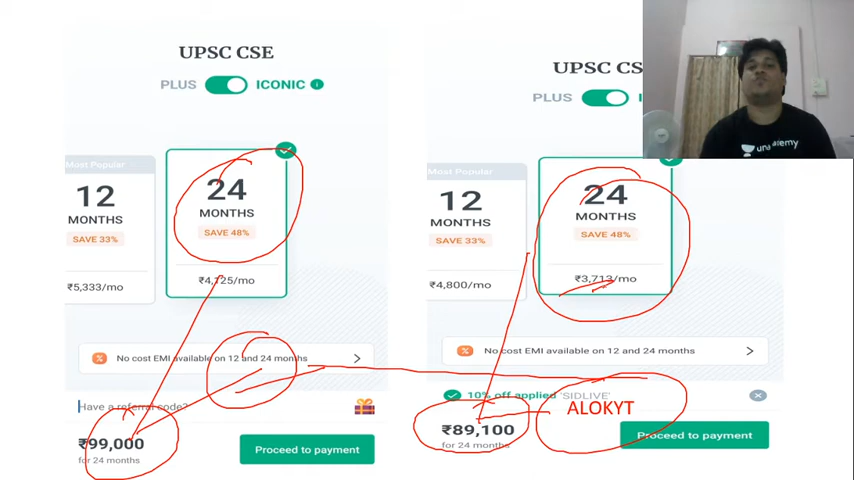 UPSC CSE
PLUS ICONIC
Most Popular
12
MONTHS
SAVE 33%
₹5,333/mo
24
MONTHS
SAVE 48%
₹4,125/mo
No cost EMI available on 12 and 24 months
Have a referral code?
₹99,000
for 24 months
Proceed to payment
UPSC CS
PLUS
Most Popular
12
MONTHS
SAVE 33%
₹4,800/mo
24
MONTHS
SAVE 48%
₹3,713/mo
No cost EMI available on 12 and 24 months
10% off applied 'SIDLIVE'
ALOKYT
₹89,100
for 24 months
Proceed to payment